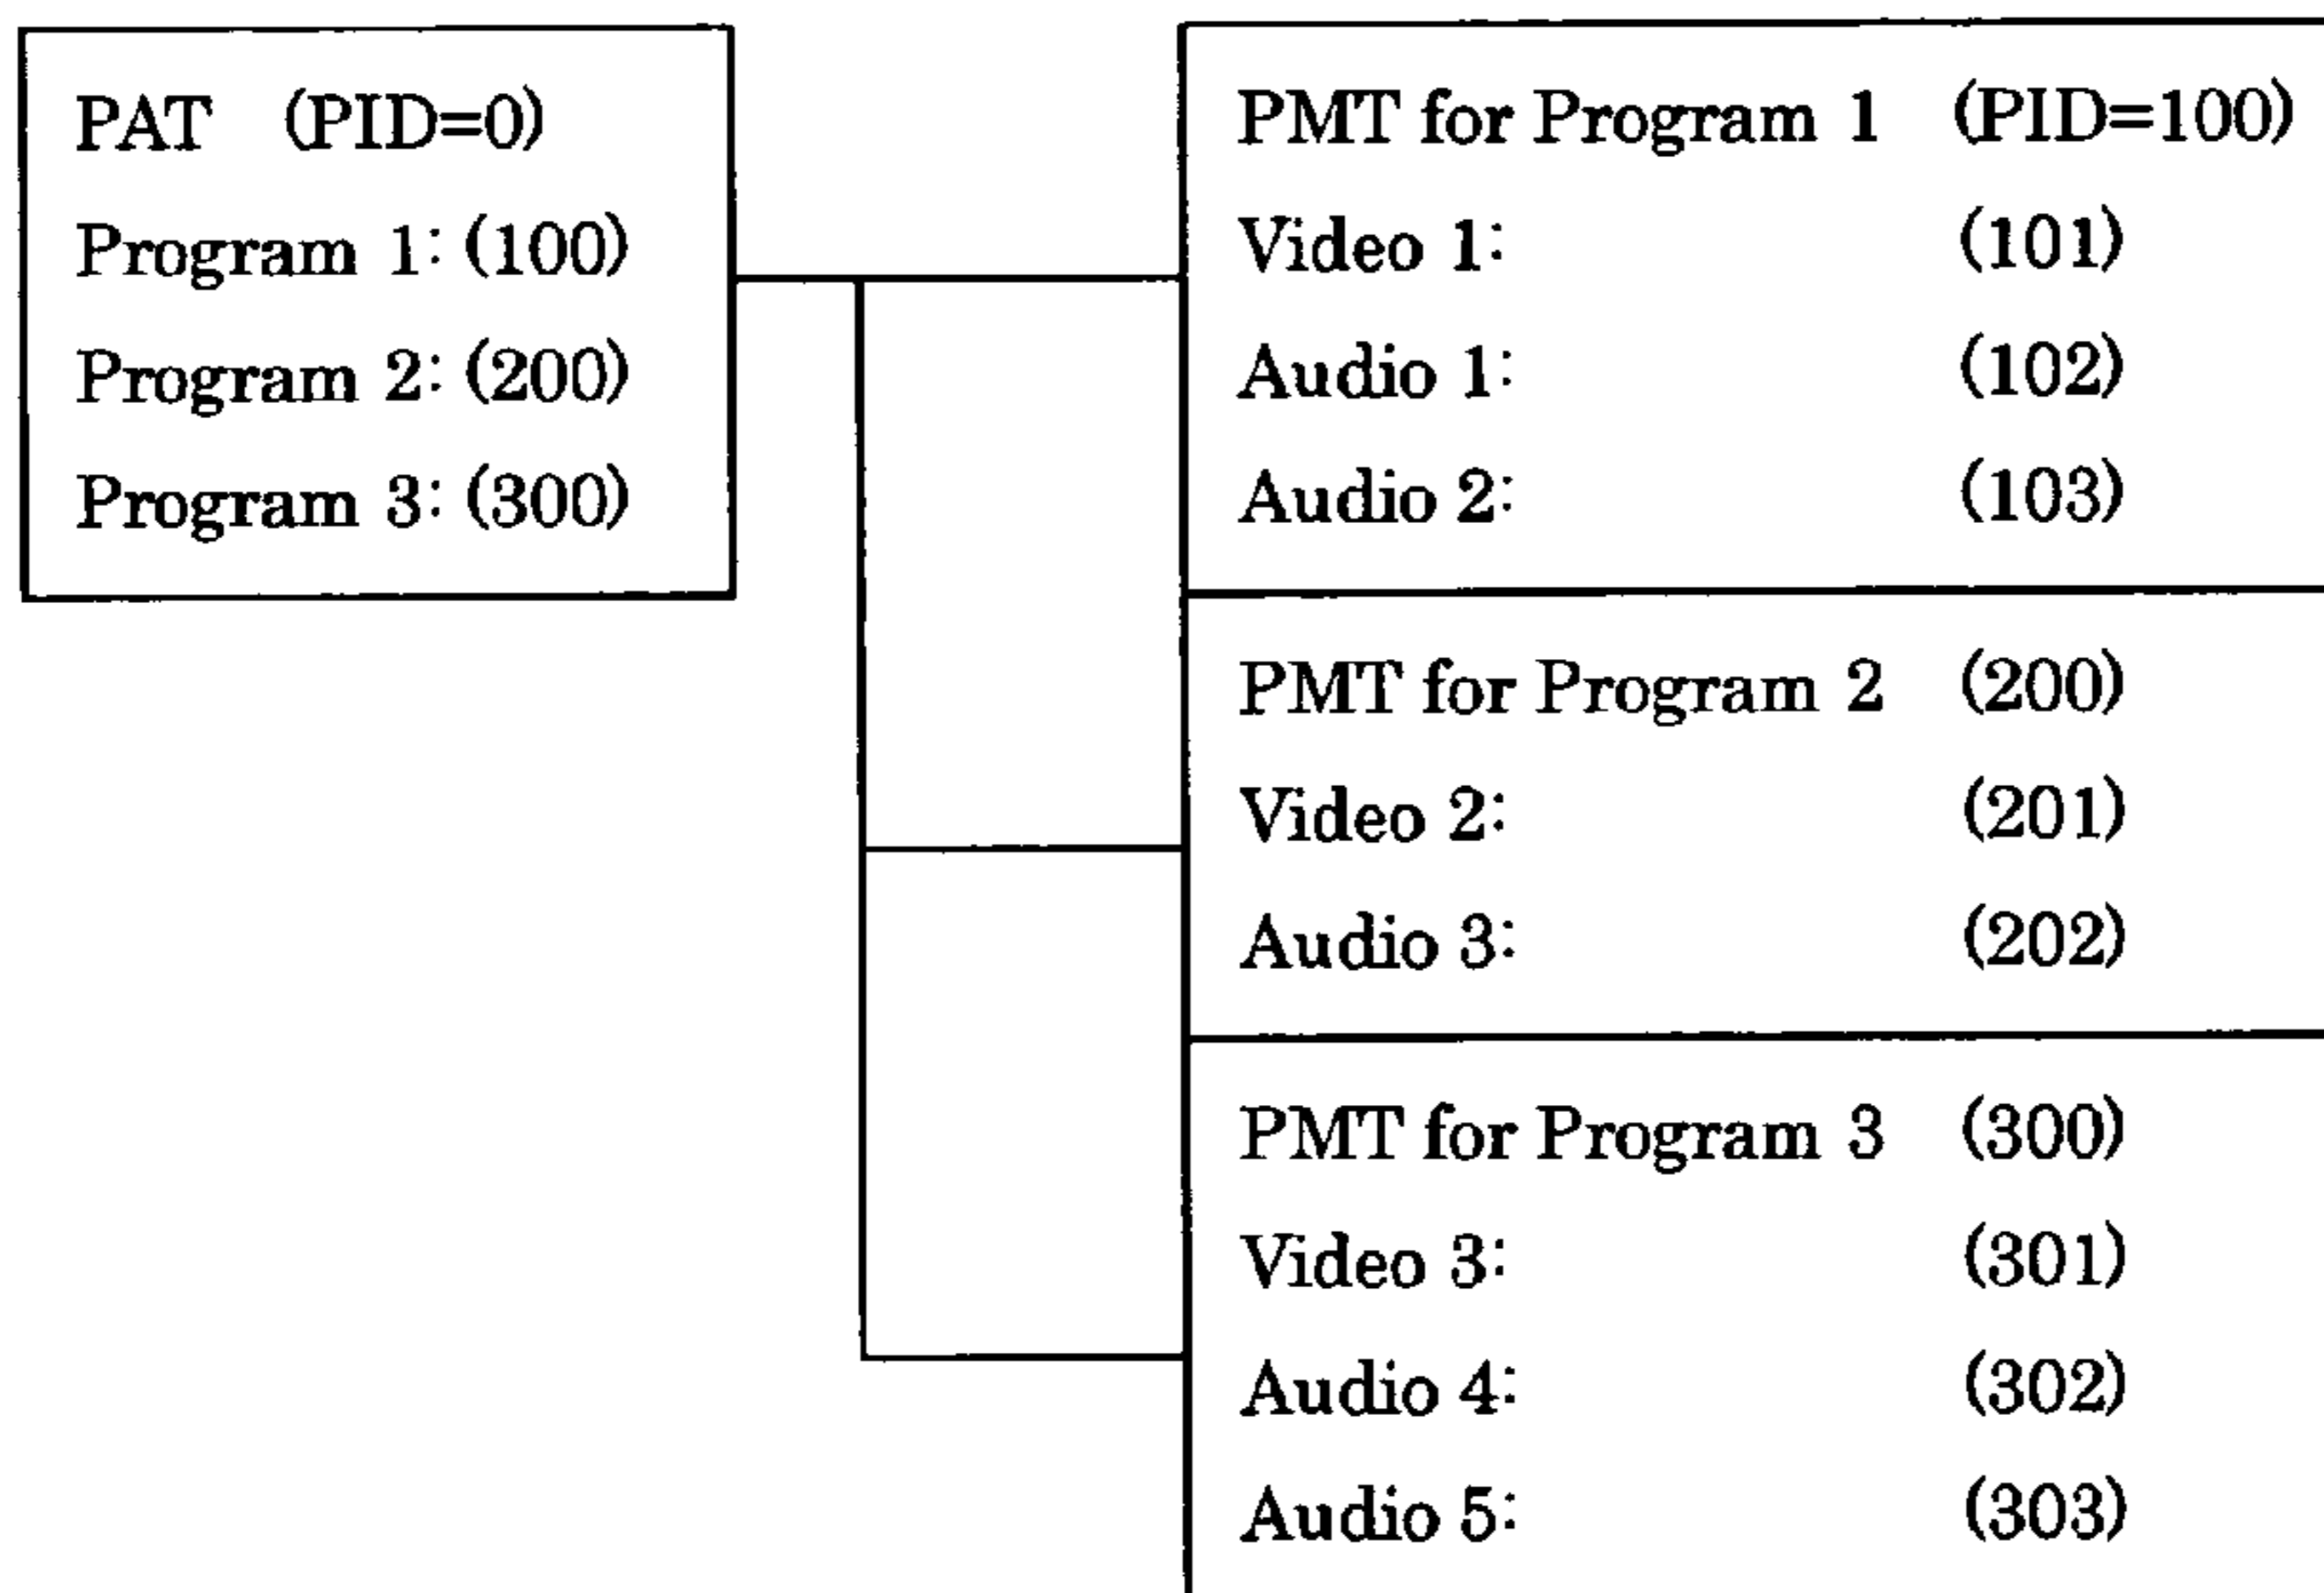 PAT (PID=0)
Program 1: (100)
Program 2: (200)
Program 3: (300)
PMT for Program 1 (PID=100)
Video 1: (101)
Audio 1: (102)
Audio 2: (103)
PMT for Program 2 (200)
Video 2: (201)
Audio 3: (202)
PMT for Program 3 (300)
Video 3: (301)
Audio 4: (302)
Audio 5: (303)